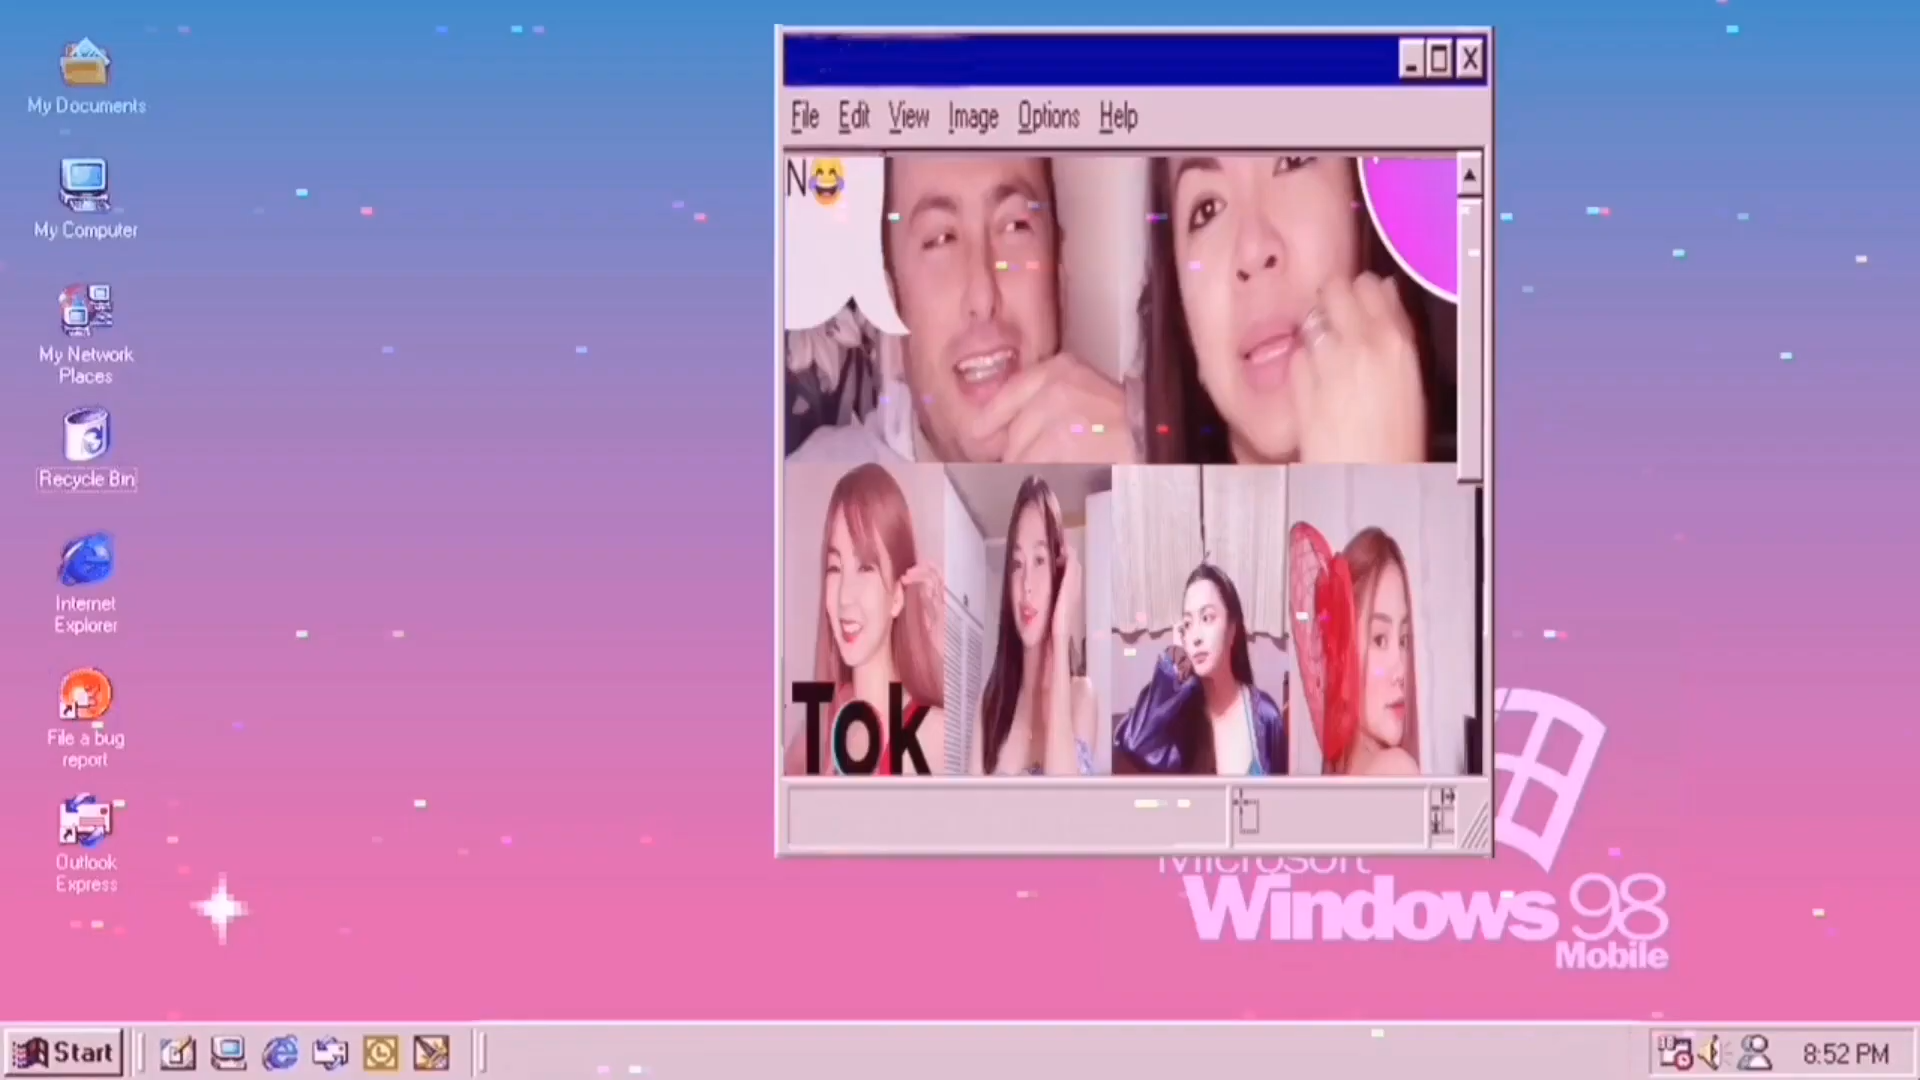 My Documents
My Computer
My Network
Places
Recycle Bin
Internet
Explorer
File a bug
report
Outlook
Express
File Edit View Image Options Help
N😂
Tok
Microsoft
Windows 98
Mobile
Start
8:52 PM